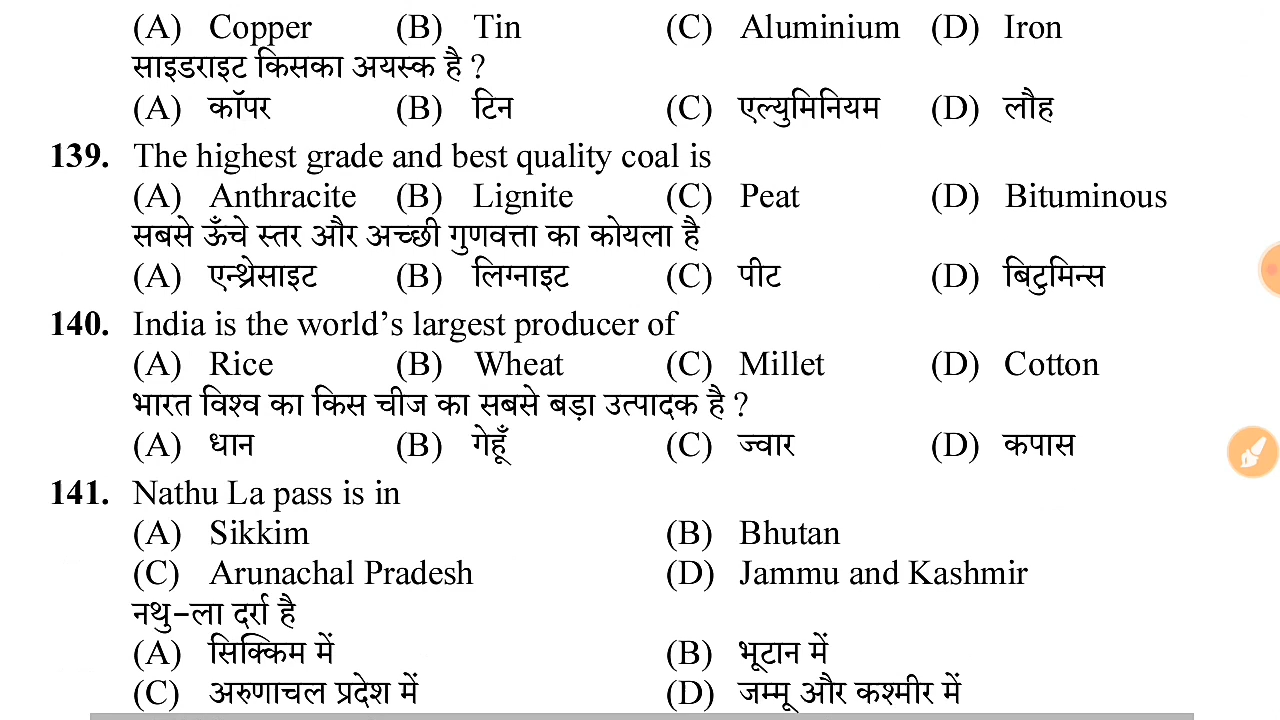 (A) Copper (B) Tin (C) Aluminium (D) Iron
साइडराइट किसका अयस्क है ?
(A) कॉपर (B) टिन (C) एल्युमिनियम (D) लौह
139. The highest grade and best quality coal is
(A) Anthracite (B) Lignite (C) Peat (D) Bituminous
सबसे ऊँचे स्तर और अच्छी गुणवत्ता का कोयला है
(A) एन्थ्रेसाइट (B) लिग्नाइट (C) पीट (D) बिटुमिन्स
140. India is the world's largest producer of
(A) Rice (B) Wheat (C) Millet (D) Cotton
भारत विश्व का किस चीज का सबसे बड़ा उत्पादक है ?
(A) धान (B) गेहूँ (C) ज्वार (D) कपास
141. Nathu La pass is in
(A) Sikkim (B) Bhutan
(C) Arunachal Pradesh (D) Jammu and Kashmir
नथु-ला दर्रा है
(A) सिक्किम में (B) भूटान में
(C) अरुणाचल प्रदेश में (D) जम्मू और कश्मीर में